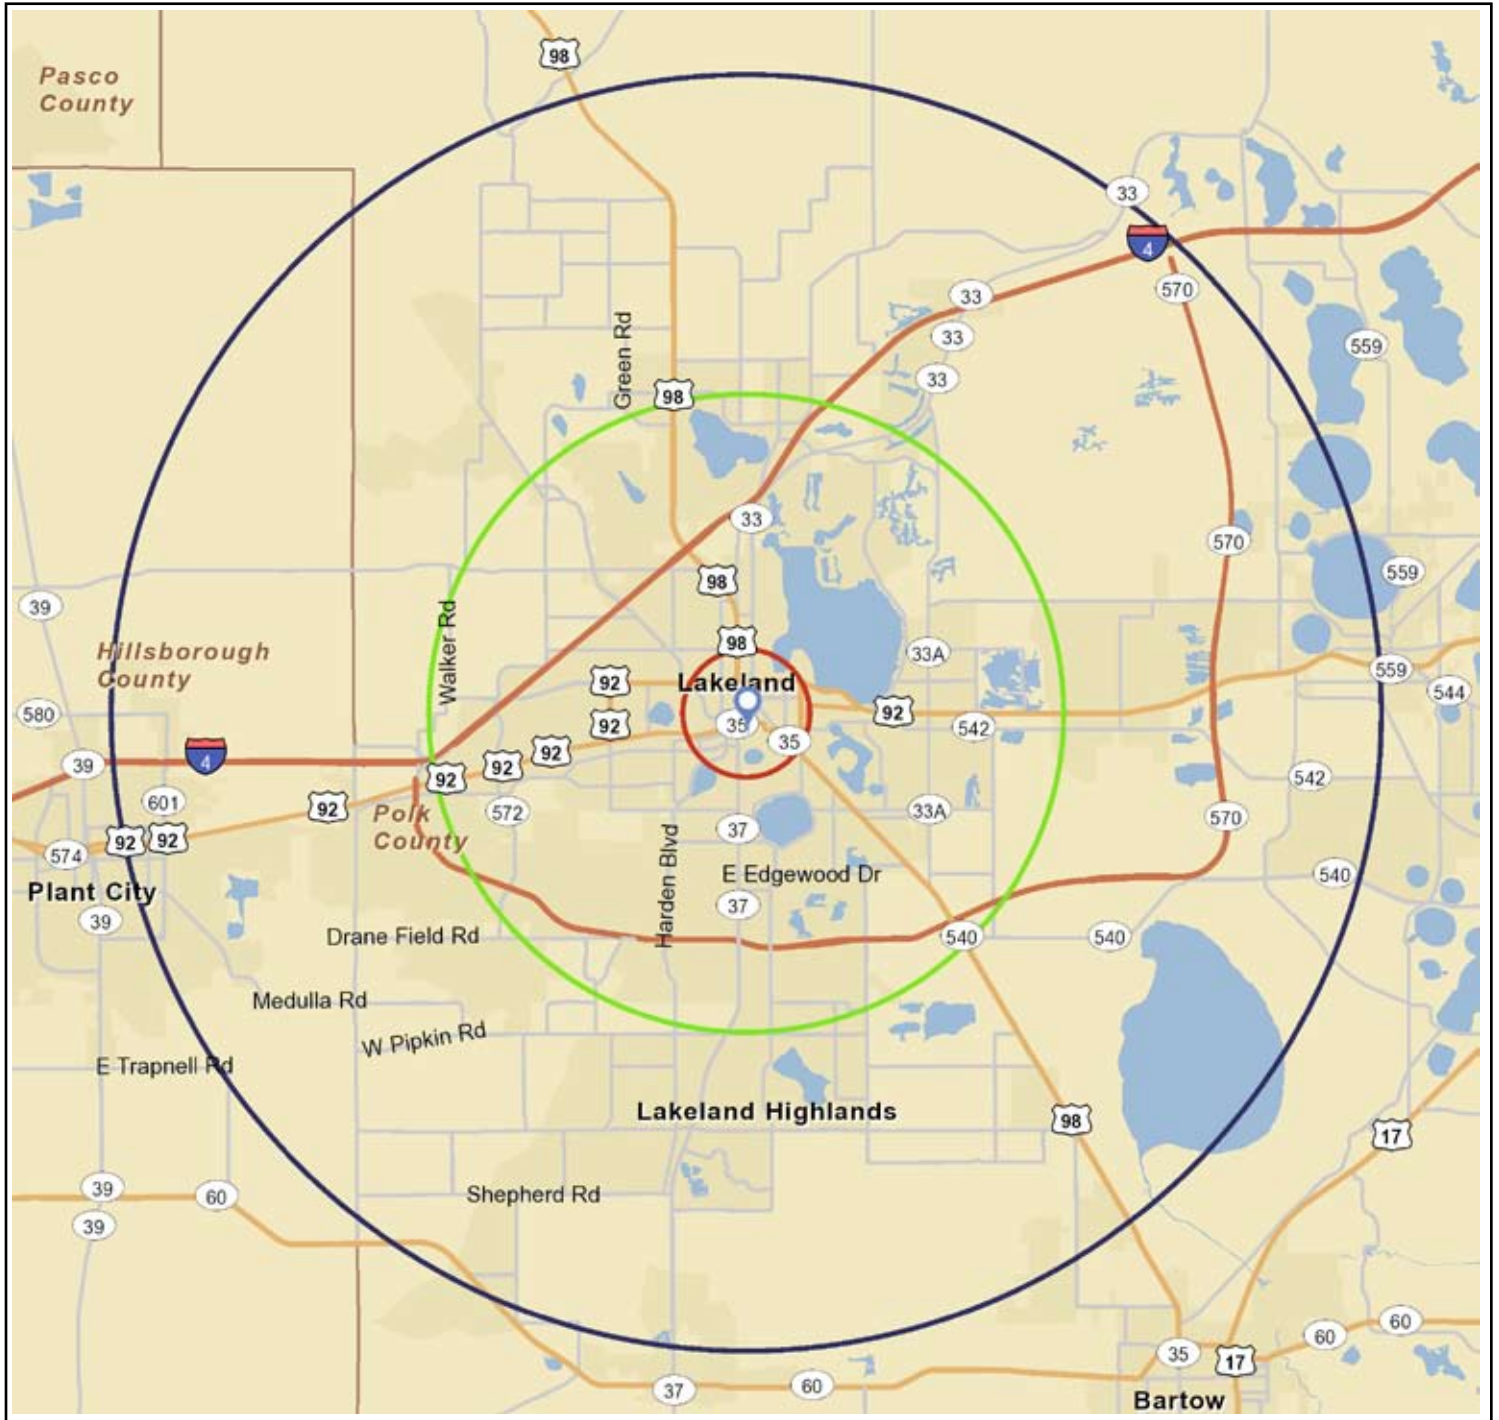 98
Pasco
County
33
4
570
33
33
559
Green Rd
98
33
33
570
98
559
39
Walker Rd
98
Hillsborough
County
33A
559
92
Lakeland
544
580
92
35
92
542
35
39
4
92
92
92
542
601
92
Polk
County
572
33A
570
92
92
37
574
Harden Blvd
E Edgewood Dr
540
Plant City
37
39
Drane Field Rd
540
540
Medulla Rd
W Pipkin Rd
E Trapnell Rd
Lakeland Highlands
98
17
39
60
Shepherd Rd
39
60
60
35
17
37
60
Bartow